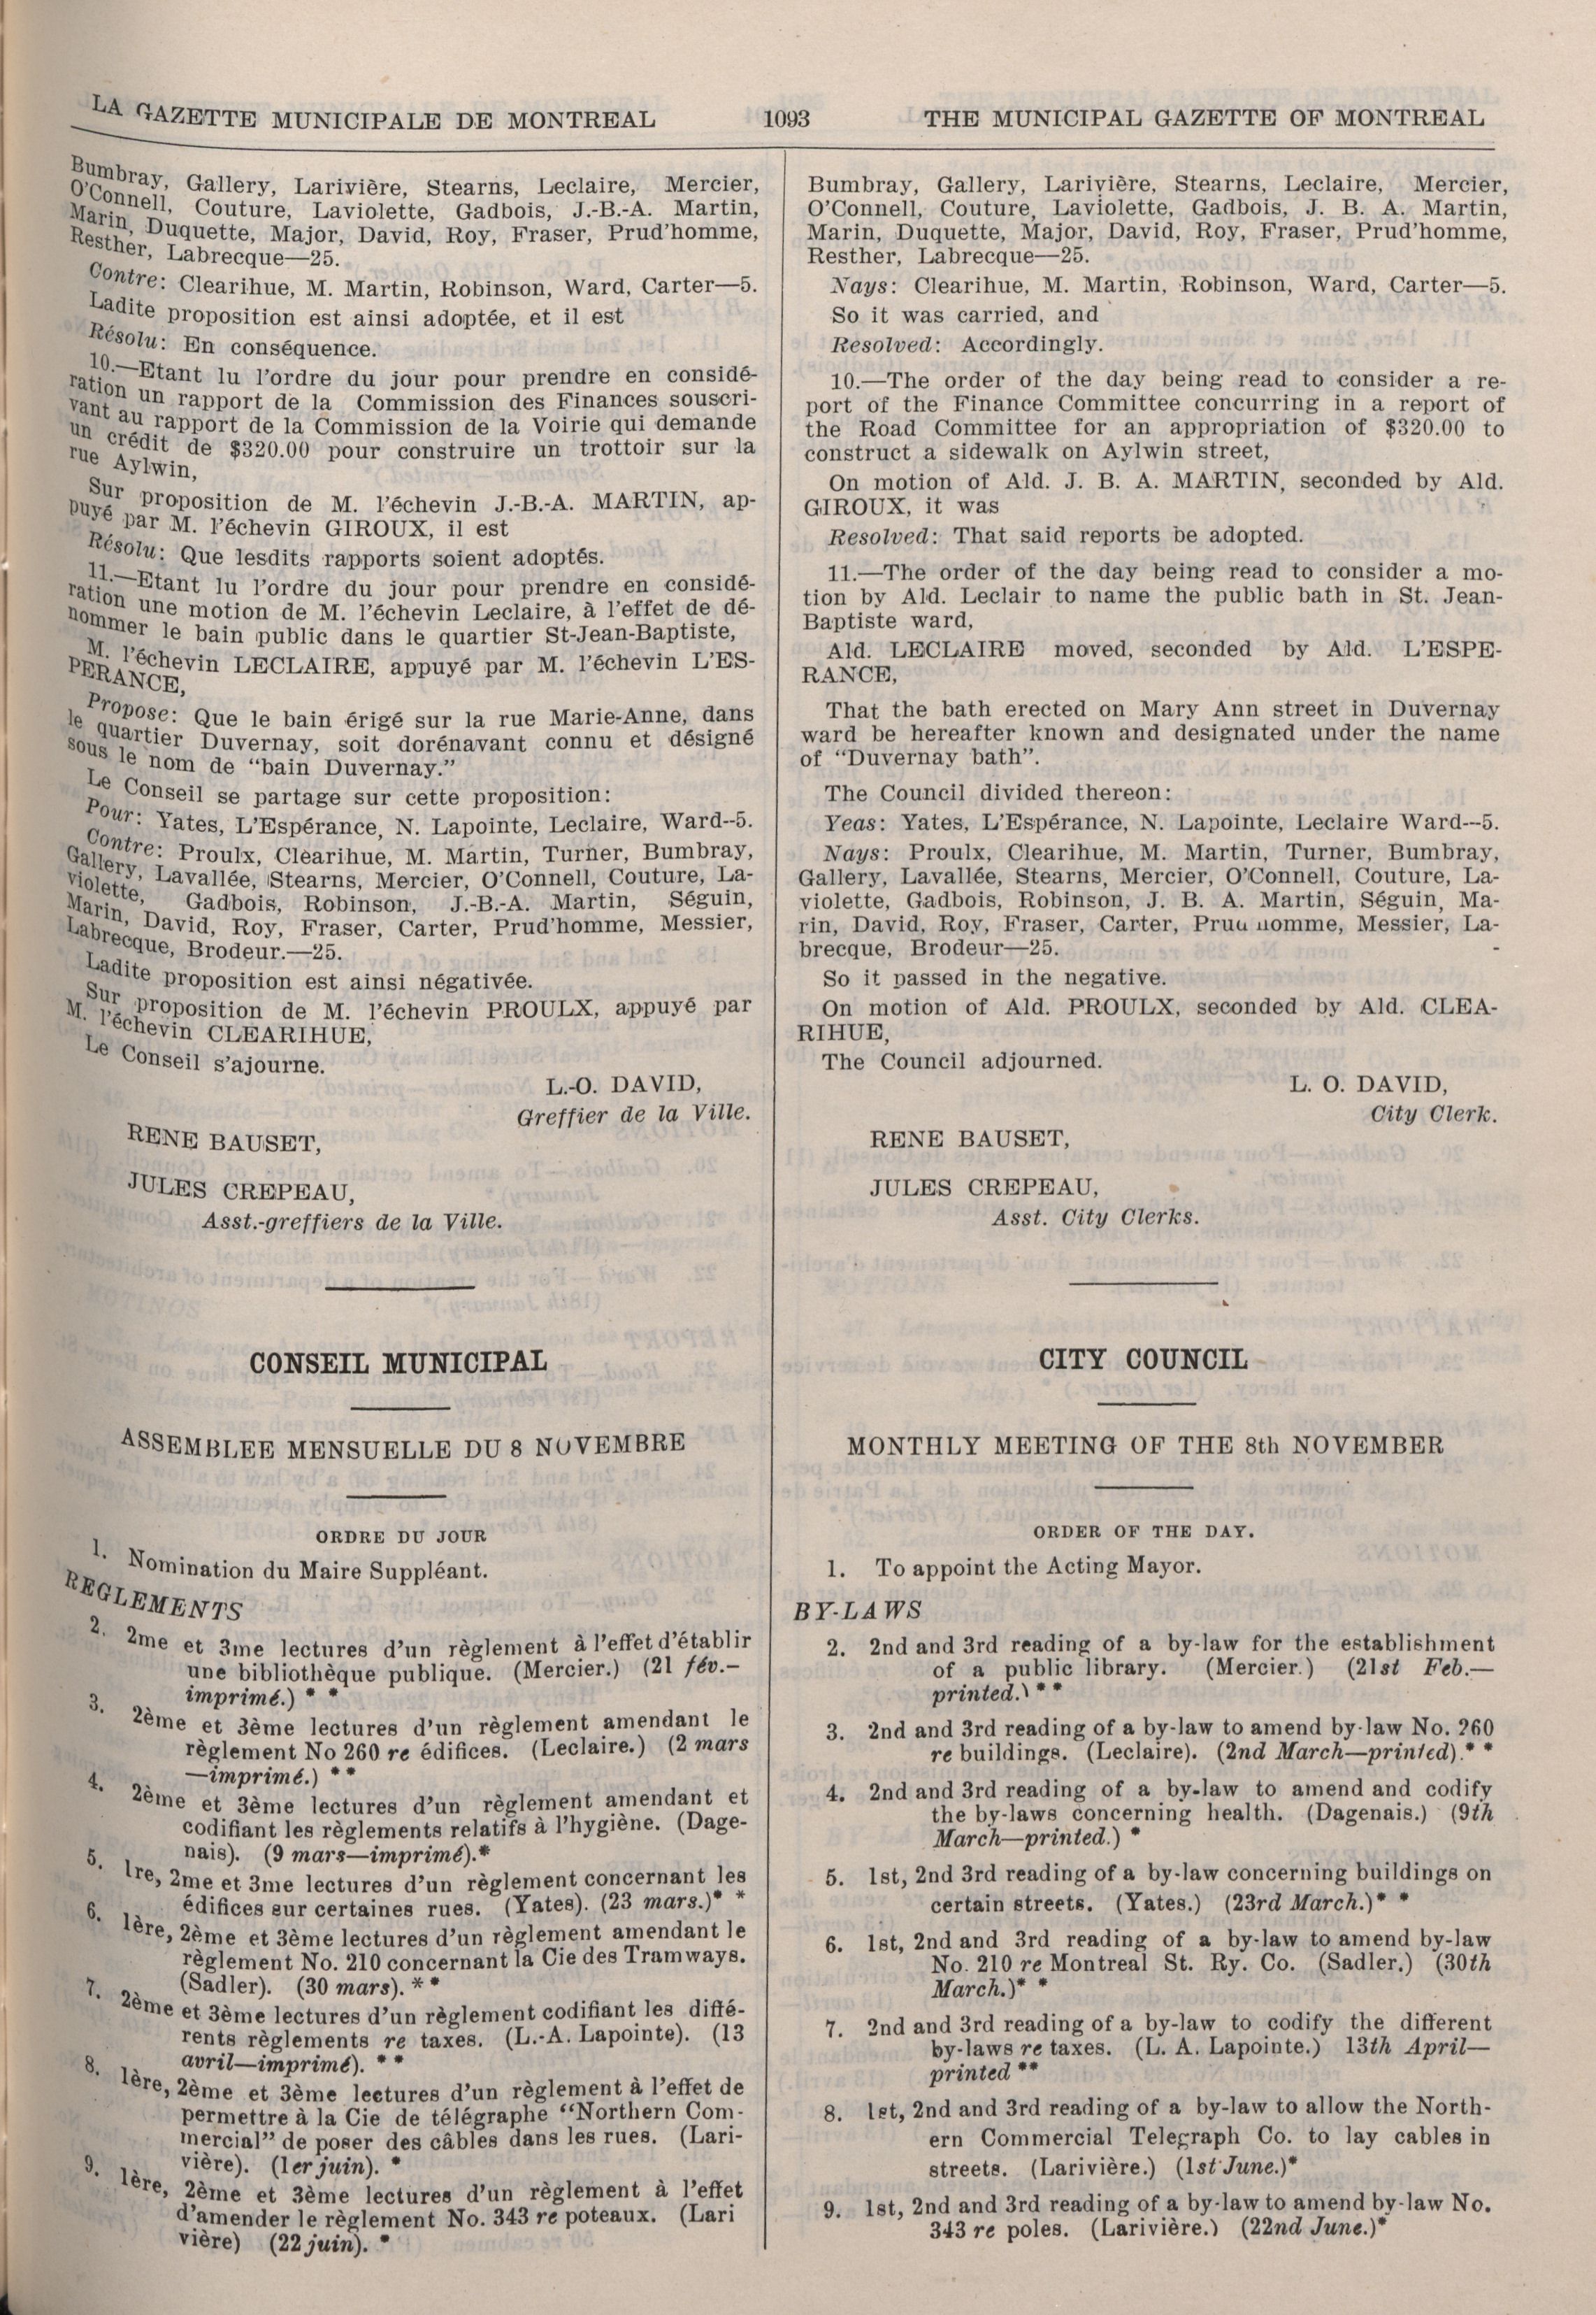 LA GAZETTE MUNICIPALE DE MONTREAL 1093 THE MUNICIPAL GAZETTE OF MONTREAL
Bumbray, Gallery, Larivière, Stearns, Leclaire, Mercier,
O'Connell, Couture, Laviolette, Gadbois, J.-B.-A. Martin,
Marin, Duquette, Major, David, Roy, Fraser, Prud'homme,
Resther, Labrecque—25.
Contre: Clearihue, M. Martin, Robinson, Ward, Carter—5.
Ladite proposition est ainsi adoptée, et il est
Résolu: En conséquence.
10.—Etant lu l'ordre du jour pour prendre en considé-
ration un rapport de la Commission des Finances souscri-
vant au rapport de la Commission de la Voirie qui demande
un crédit de $320.00 pour construire un trottoir sur la
rue Aylwin,
Sur proposition de M. l'échevin J.-B.-A. MARTIN, ap-
puyé par M. l'échevin GIROUX, il est
Résolu: Que lesdits rapports soient adoptés.
11.—Etant lu l'ordre du jour pour prendre en considé-
ration une motion de M. l'échevin Leclaire, à l'effet de dé-
nommer le bain public dans le quartier St-Jean-Baptiste,
M. l'échevin LECLAIRE, appuyé par M. l'échevin L'ES-
PERANCE,
Propose: Que le bain érigé sur la rue Marie-Anne, dans
le quartier Duvernay, soit dorénavant connu et désigné
sous le nom de "bain Duvernay."
Le Conseil se partage sur cette proposition:
Pour: Yates, L'Espérance, N. Lapointe, Leclaire, Ward--5.
Contre: Proulx, Clearihue, M. Martin, Turner, Bumbray,
Gallery, Lavallée, Stearns, Mercier, O'Connell, Couture, La-
violette, Gadbois, Robinson, J.-B.-A. Martin, Séguin,
Marin, David, Roy, Fraser, Carter, Prud'homme, Messier,
Labrecque, Brodeur.—25.
Ladite proposition est ainsi négativée.
Sur proposition de M. l'échevin PROULX, appuyé par
M. l'échevin CLEARIHUE,
Le Conseil s'ajourne.
L.-O. DAVID,
Greffier de la Ville.
RENE BAUSET,
JULES CREPEAU,
Asst.-greffiers de la Ville.
CONSEIL MUNICIPAL
ASSEMBLEE MENSUELLE DU 8 NOVEMBRE
ORDRE DU JOUR
1. Nomination du Maire Suppléant.
REGLEMENTS
2. 2me et 3me lectures d'un règlement à l'effet d'établir
une bibliothèque publique. (Mercier.) (21 fév.—
imprimé.) * *
3. 2ème et 3ème lectures d'un règlement amendant le
règlement No 260 re édifices. (Leclaire.) (2 mars
—imprimé.) **
4. 2ème et 3ème lectures d'un règlement amendant et
codifiant les règlements relatifs à l'hygiène. (Dage-
nais). (9 mars—imprimé).*
5. 1re, 2me et 3me lectures d'un règlement concernant les
édifices sur certaines rues. (Yates). (23 mars.)* *
6. 1ère, 2ème et 3ème lectures d'un règlement amendant le
règlement No. 210 concernant la Cie des Tramways.
(Sadler). (30 mars). **
7. 2ème et 3ème lectures d'un règlement codifiant les diffé-
rents règlements re taxes. (L.-A. Lapointe). (13
avril—imprimé). **
8. 1ère, 2ème et 3ème lectures d'un règlement à l'effet de
permettre à la Cie de télégraphe "Northern Com-
mercial" de poser des câbles dans les rues. (Lari-
vière). (1er juin). *
9. 1ère, 2ème et 3ème lectures d'un règlement à l'effet
d'amender le règlement No. 343 re poteaux. (Lari
vière) (22 juin). *
Bumbray, Gallery, Larivière, Stearns, Leclaire, Mercier,
O'Connell, Couture, Laviolette, Gadbois, J. B. A. Martin,
Marin, Duquette, Major, David, Roy, Fraser, Prud'homme,
Resther, Labrecque—25.
Nays: Clearihue, M. Martin, Robinson, Ward, Carter—5.
So it was carried, and
Resolved: Accordingly.
10.—The order of the day being read to consider a re-
port of the Finance Committee concurring in a report of
the Road Committee for an appropriation of $320.00 to
construct a sidewalk on Aylwin street,
On motion of Ald. J. B. A. MARTIN, seconded by Ald.
GIROUX, it was
Resolved: That said reports be adopted.
11.—The order of the day being read to consider a mo-
tion by Ald. Leclair to name the public bath in St. Jean-
Baptiste ward,
Ald. LECLAIRE moved, seconded by Ald. L'ESPE-
RANCE,
That the bath erected on Mary Ann street in Duvernay
ward be hereafter known and designated under the name
of "Duvernay bath".
The Council divided thereon:
Yeas: Yates, L'Espérance, N. Lapointe, Leclaire Ward--5.
Nays: Proulx, Clearihue, M. Martin, Turner, Bumbray,
Gallery, Lavallée, Stearns, Mercier, O'Connell, Couture, La-
violette, Gadbois, Robinson, J. B. A. Martin, Séguin, Ma-
rin, David, Roy, Fraser, Carter, Prud homme, Messier, La-
brecque, Brodeur—25.
So it passed in the negative.
On motion of Ald. PROULX, seconded by Ald. CLEA-
RIHUE,
The Council adjourned.
L. O. DAVID,
City Clerk.
RENE BAUSET,
JULES CREPEAU,
Asst. City Clerks.
CITY COUNCIL
MONTHLY MEETING OF THE 8th NOVEMBER
ORDER OF THE DAY.
1. To appoint the Acting Mayor.
BY-LAWS
2. 2nd and 3rd reading of a by-law for the establishment
of a public library. (Mercier.) (21st Feb.—
printed.) **
3. 2nd and 3rd reading of a by-law to amend by-law No. 260
re buildings. (Leclaire). (2nd March—printed).* *
4. 2nd and 3rd reading of a by-law to amend and codify
the by-laws concerning health. (Dagenais.) (9th
March—printed.) *
5. 1st, 2nd 3rd reading of a by-law concerning buildings on
certain streets. (Yates.) (23rd March.)* *
6. 1st, 2nd and 3rd reading of a by-law to amend by-law
No. 210 re Montreal St. Ry. Co. (Sadler.) (30th
March.)* *
7. 2nd and 3rd reading of a by-law to codify the different
by-laws re taxes. (L. A. Lapointe.) 13th April—
printed **
8. 1st, 2nd and 3rd reading of a by-law to allow the North-
ern Commercial Telegraph Co. to lay cables in
streets. (Larivière.) (1st June.)*
9. 1st, 2nd and 3rd reading of a by-law to amend by-law No.
343 re poles. (Larivière.) (22nd June.)*